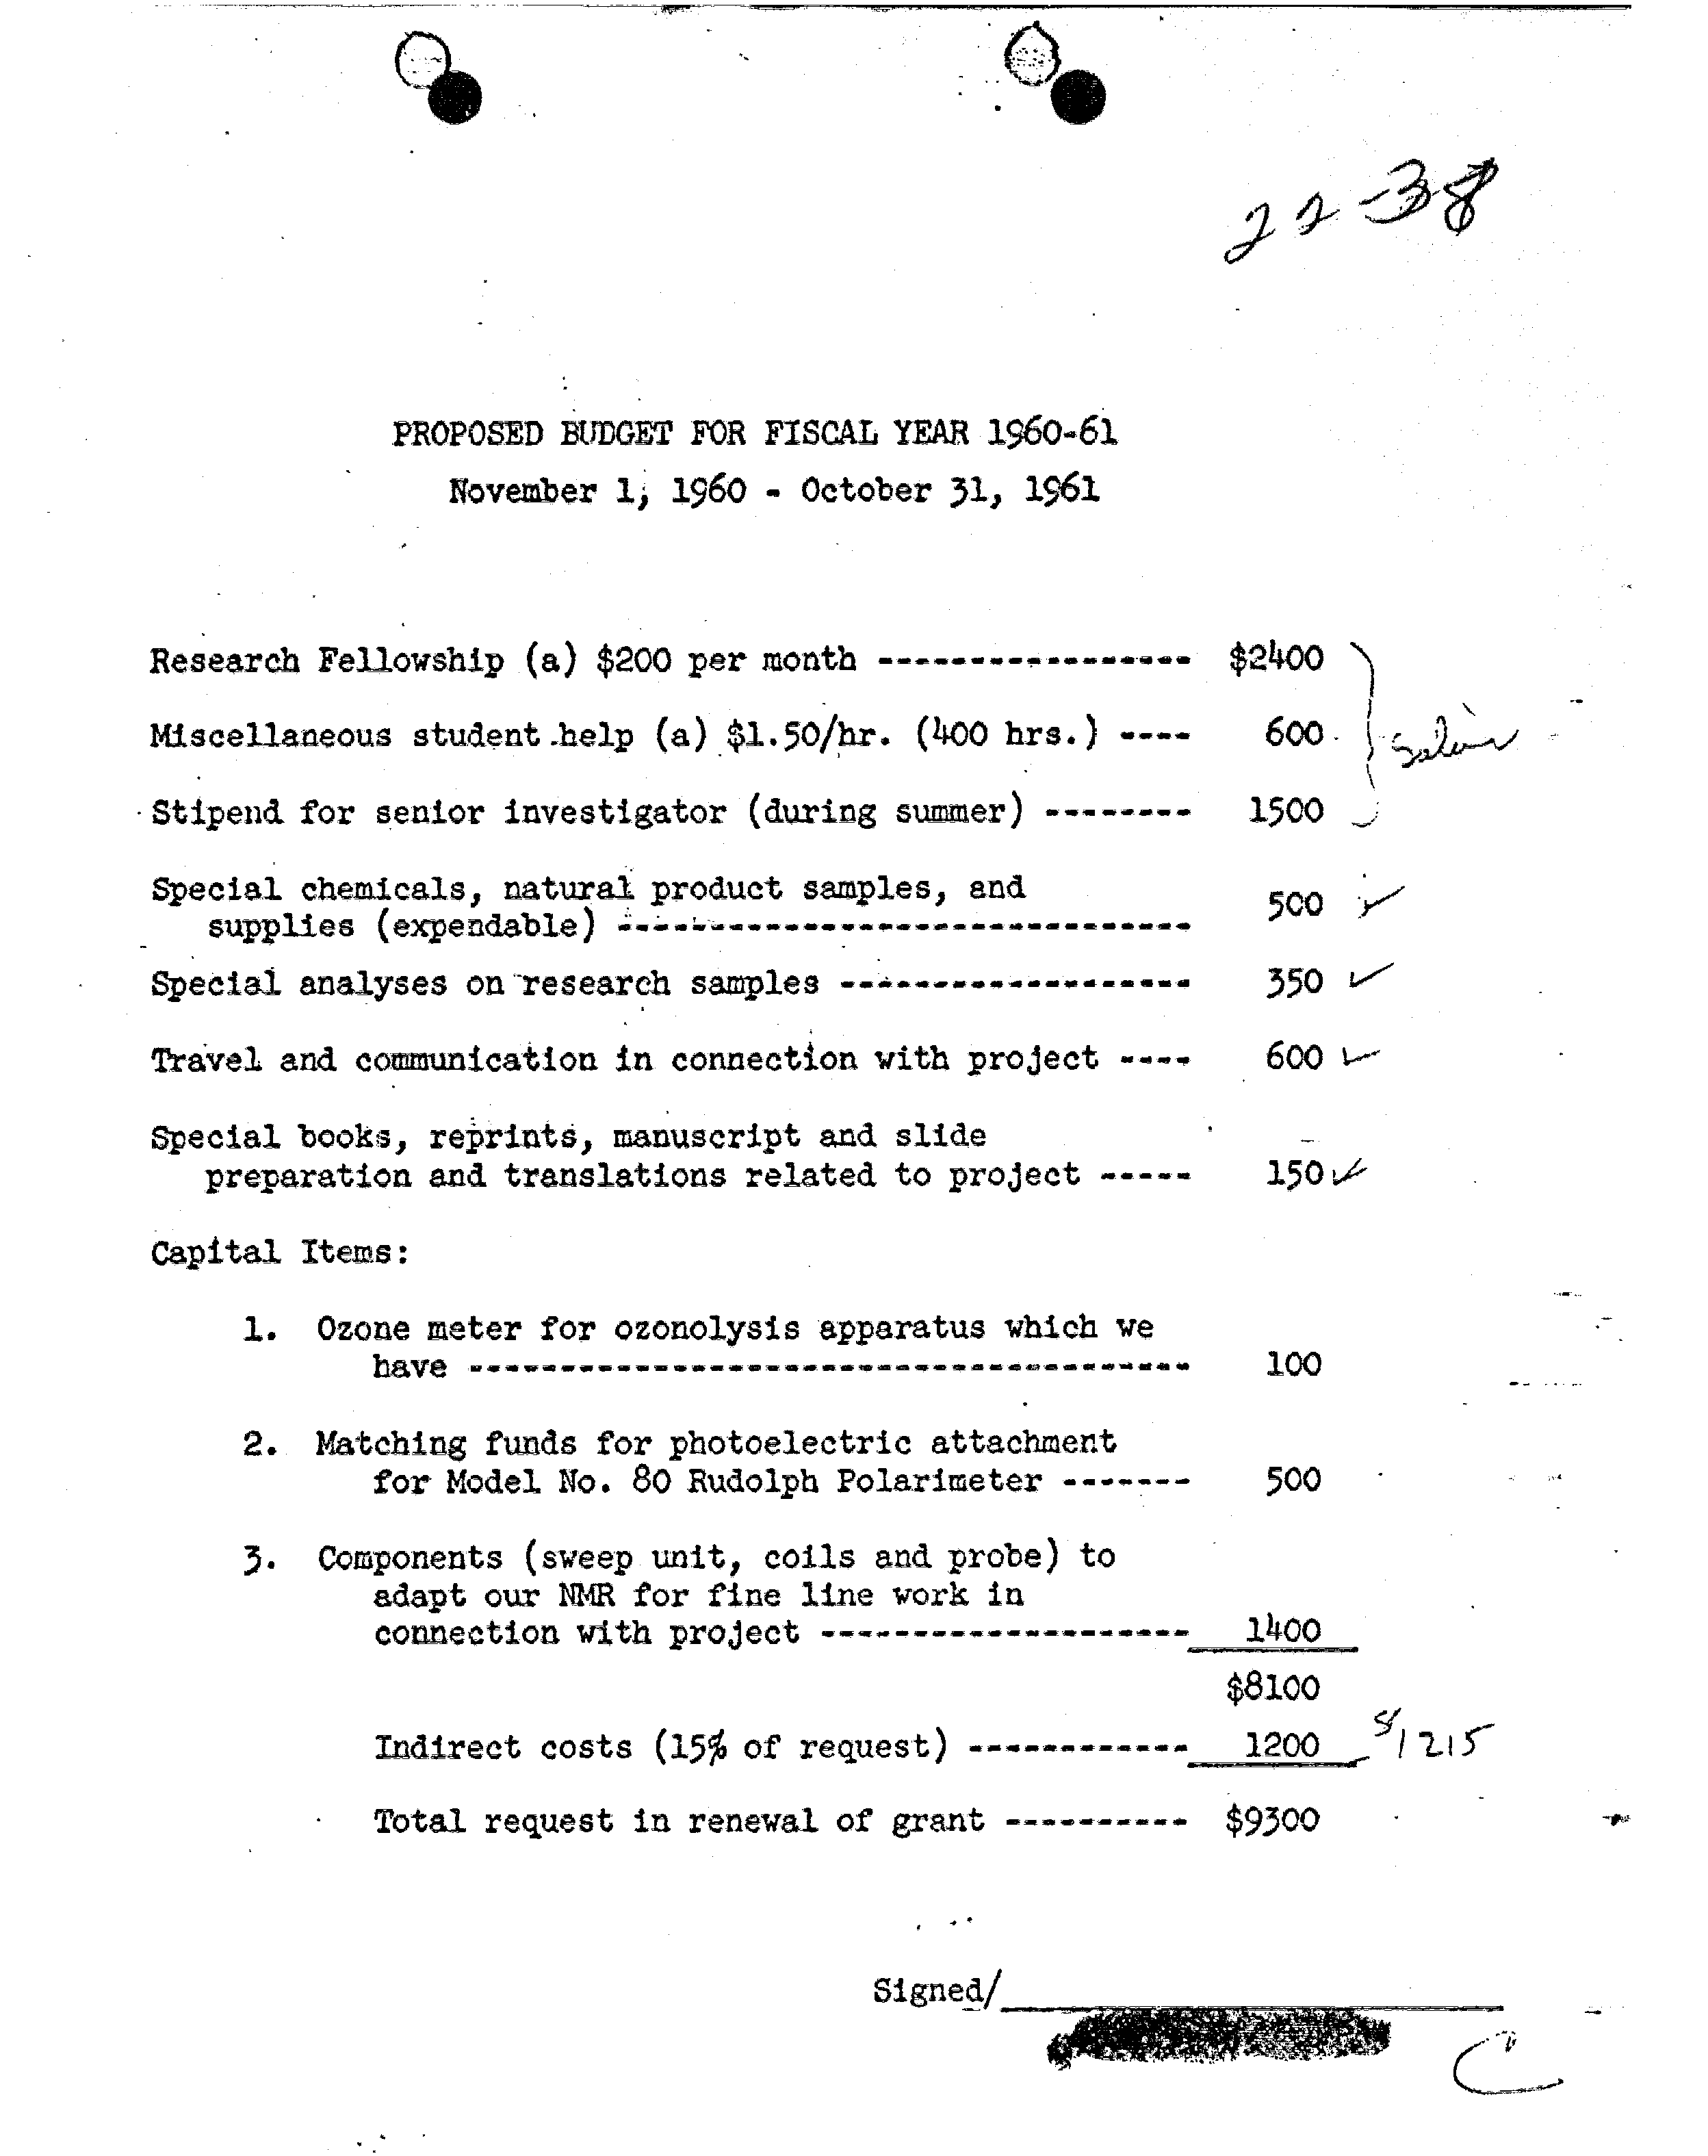 22-38
PROPOSED BUDGET FOR FISCAL YEAR 1960-61
November 1, 1960 - October 31, 1961
Research Fellowship (a) $200 per month ----------------- $2400
Miscellaneous student help (a) $1.50/hr. (400 hrs.) ---- 600
Stipend for senior investigator (during summer) -------- 1500
Special chemicals, natural product samples, and
supplies (expendable) ------------------------------- 500
Special analyses on research samples ------------------- 350
Travel and communication in connection with project ---- 600
Special books, reprints, manuscript and slide
preparation and translations related to project ----- 150
Capital Items:
1. Ozone meter for ozonolysis apparatus which we
have --------------------------------------- 100
2. Matching funds for photoelectric attachment
for Model No. 80 Rudolph Polarimeter ------- 500
3. Components (sweep unit, coils and probe) to
adapt our NMR for fine line work in
connection with project -------------------- 1400
$8100
Indirect costs (15% of request) ------------ 1200 1215
Total request in renewal of grant ---------- $9300
Signed/
C